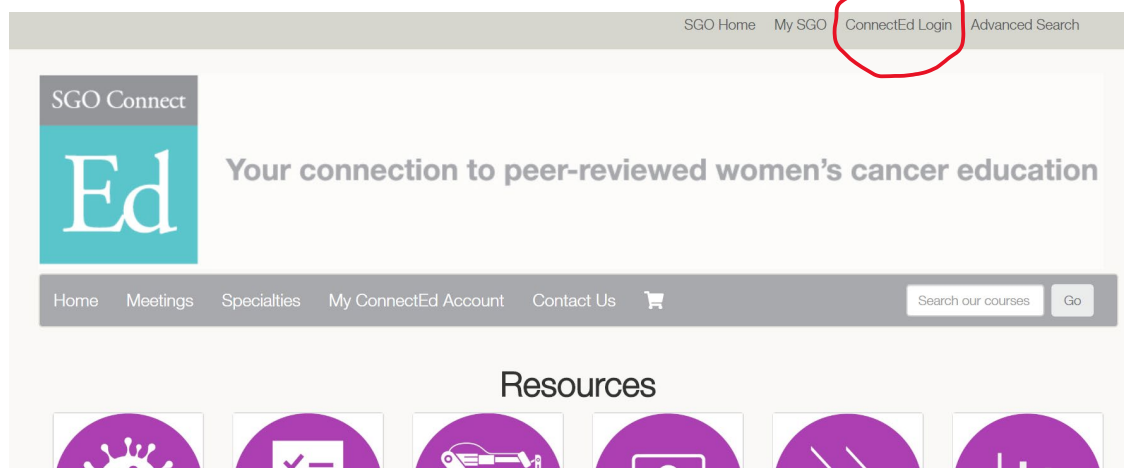 SGO Home My SGO ConnectEd Login Advanced Search
SGO Connect
Ed
Your connection to peer-reviewed women's cancer education
Home Meetings Specialties My ConnectEd Account Contact Us Search our courses Go
Resources